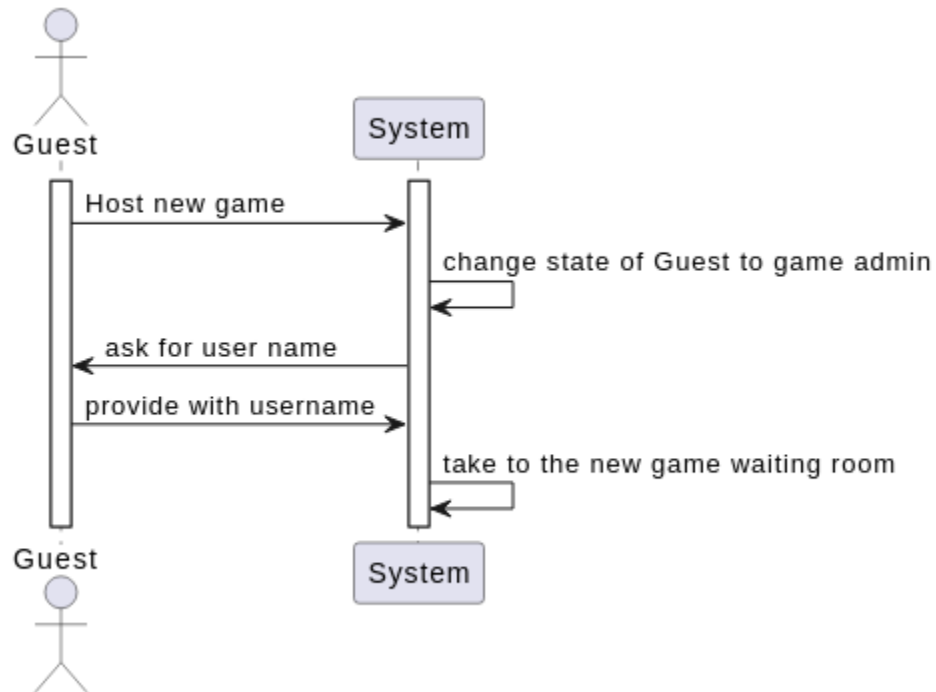 Guest
System
Host new game
change state of Guest to game admin
ask for user name
provide with username
take to the new game waiting room
Guest
System